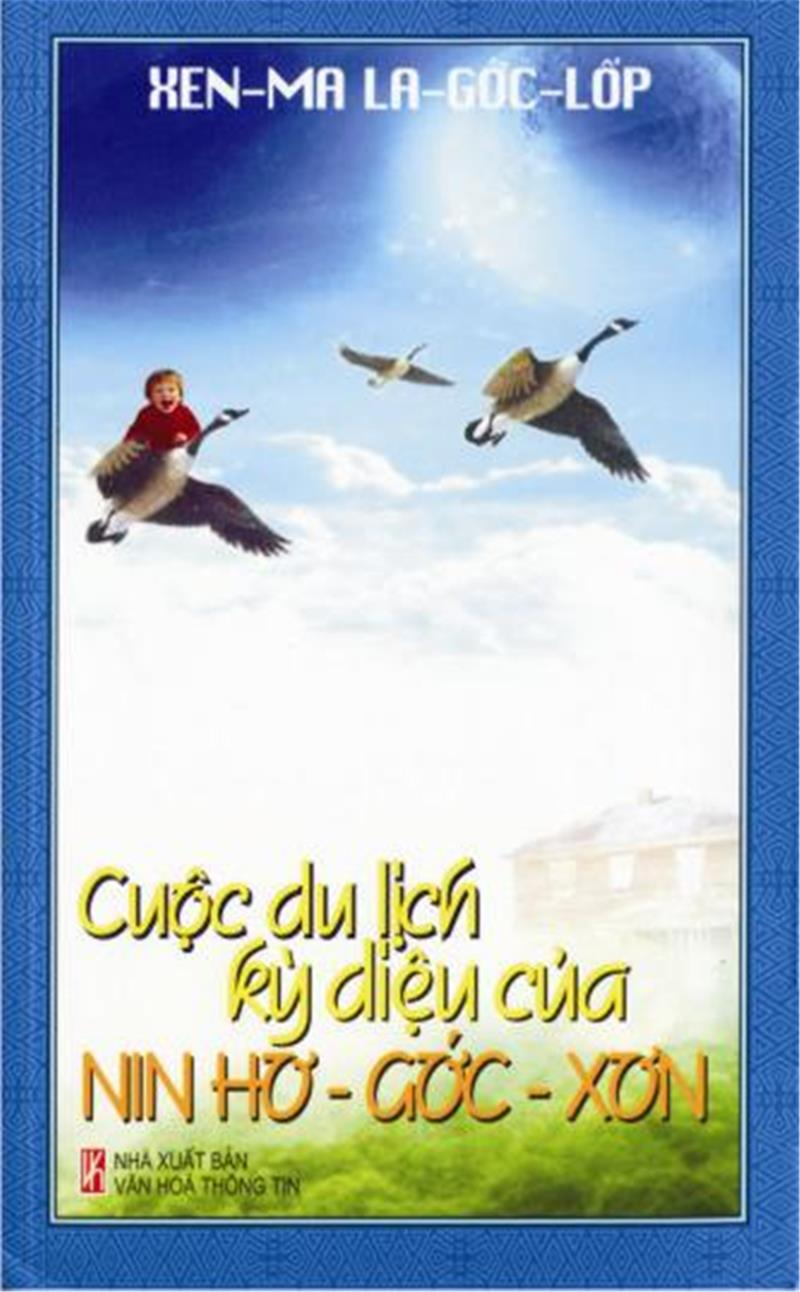 XEN-MA LA-GỚC-LỐP
Cuộc du lịch
kỳ diệu của
NIN HƠ - GỚC - XƠN
NHÀ XUẤT BẢN
VĂN HOÁ THÔNG TIN